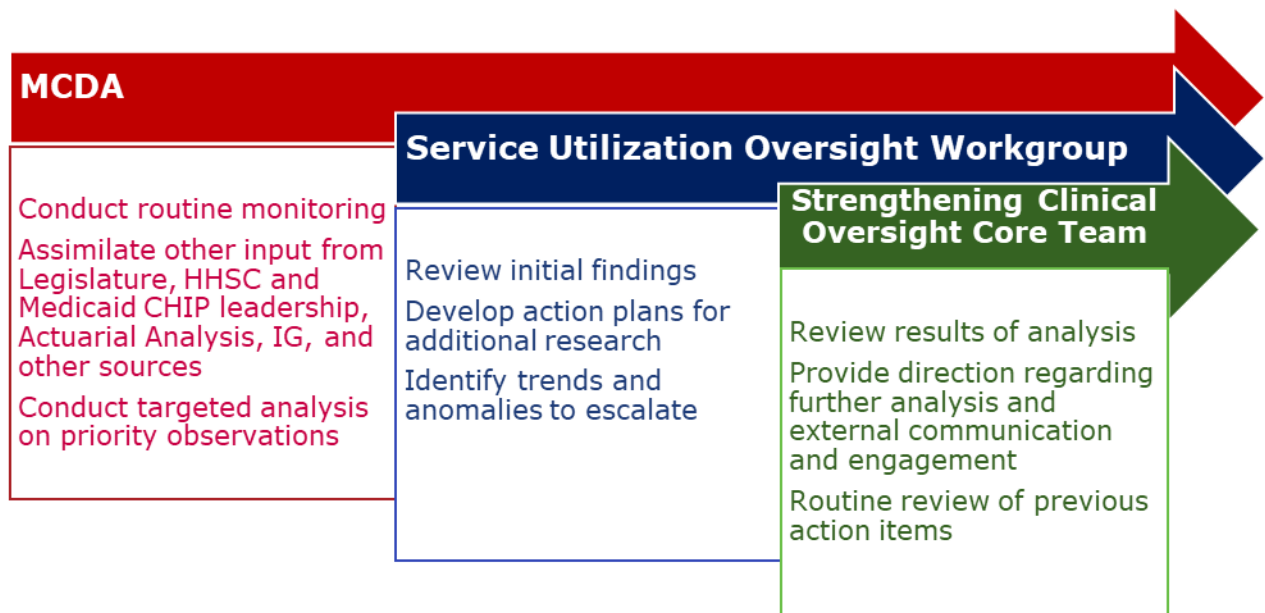 MCDA
Conduct routine monitoring
Assimilate other input from
Legislature, HHSC and
Medicaid CHIP leadership,
Actuarial Analysis, IG, and
other sources
Conduct targeted analysis
on priority observations
Service Utilization Oversight Workgroup
Review initial findings
Develop action plans for
additional research
Identify trends and
anomalies to escalate
Strengthening Clinical
Oversight Core Team
Review results of analysis
Provide direction regarding
further analysis and
external communication
and engagement
Routine review of previous
action items